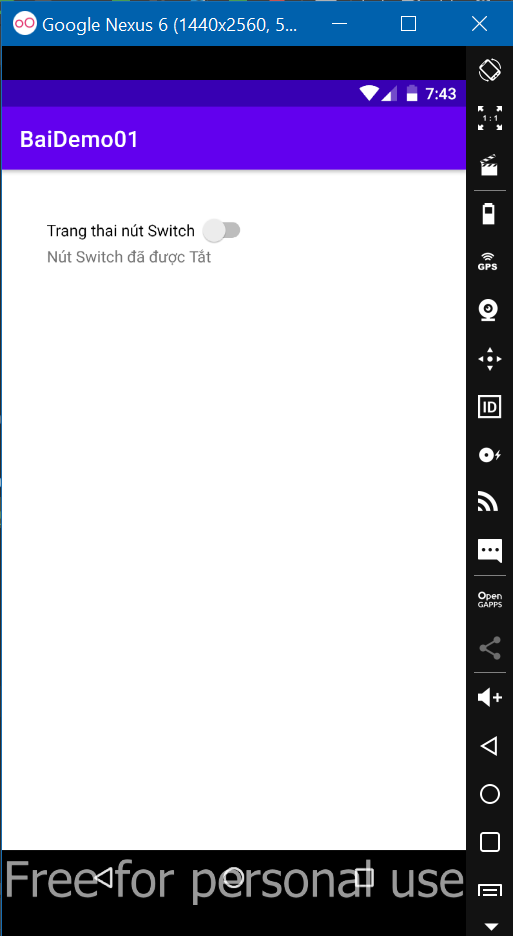 Google Nexus 6 (1440x2560, 5...
7:43
BaiDemo01
Trang thai nút Switch
Nút Switch đã được Tắt
1:1
GPS
ID
Open
GAPPS
Free for personal use